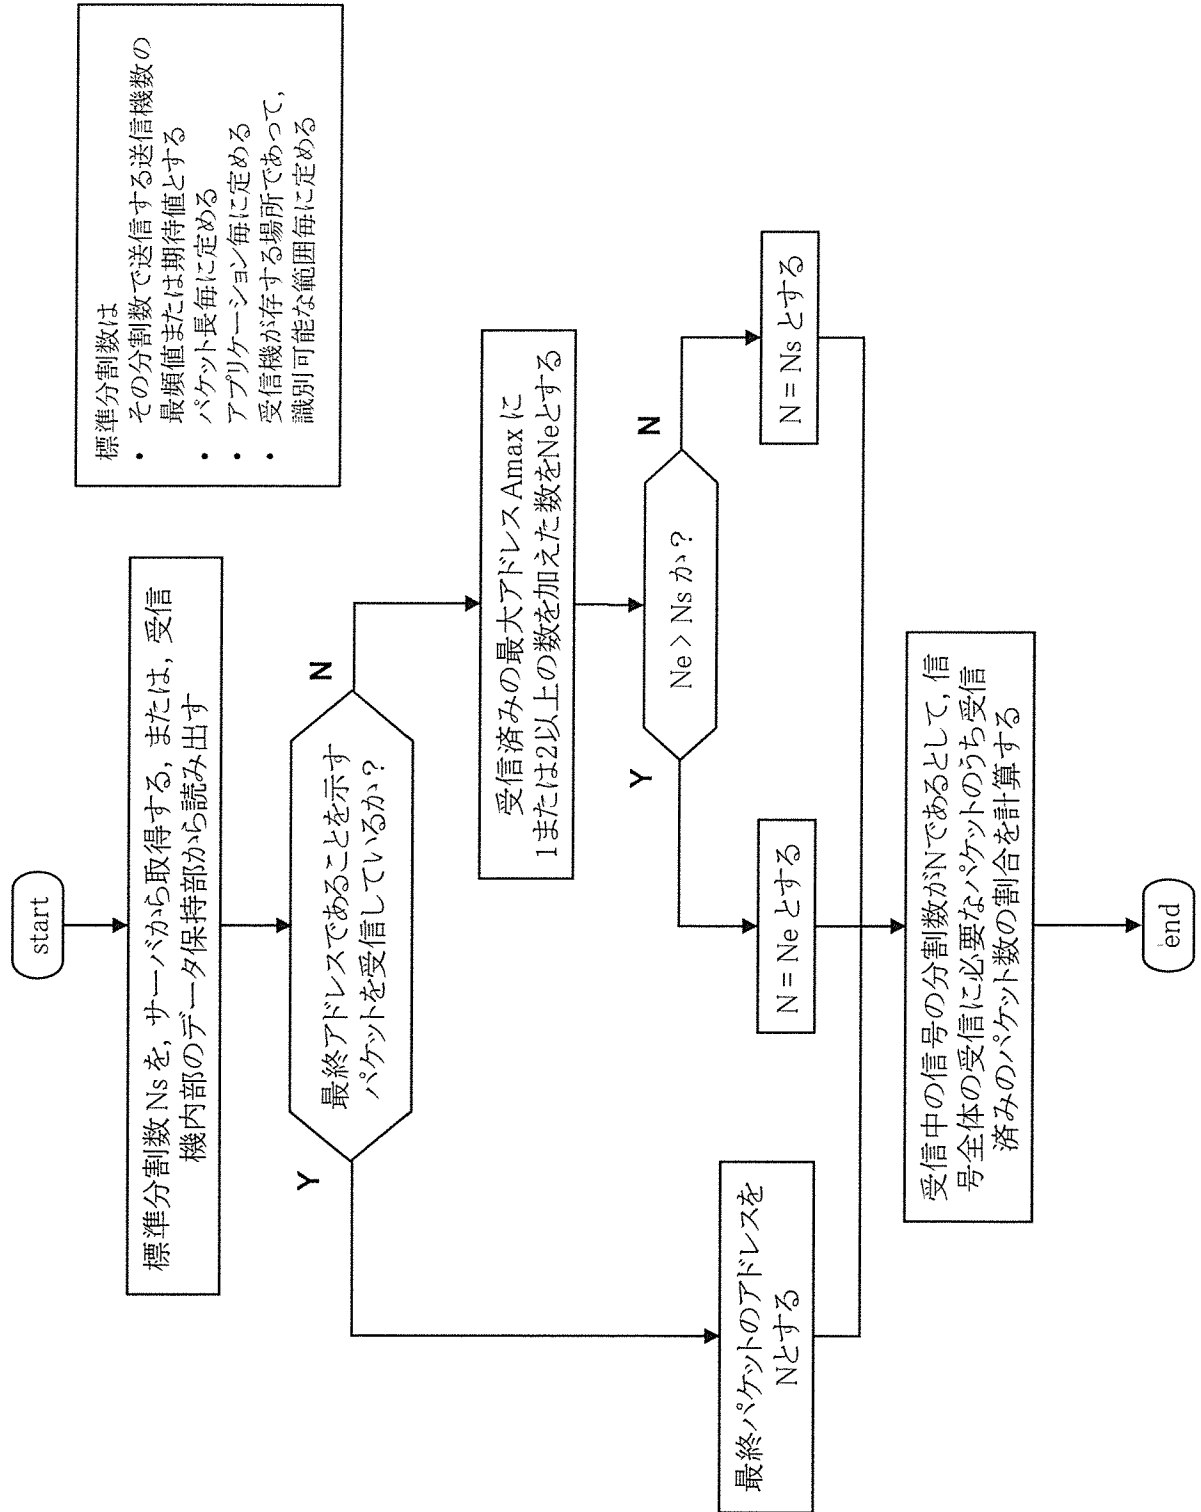 start
標準分割数Nsを, サーバから取得する, または, 受信
機内部のデータ保持部から読み出す
標準分割数は
・ その分割数で送信する送信機数の
最頻値または期待値とする
・ パケット長毎に定める
・ アプリケーション毎に定める
・ 受信機が存する場所であって,
識別可能な範囲毎に定める
最終アドレスであることを示す
パケットを受信しているか？
Y
N
受信済みの最大アドレスAmaxに
1または2以上の数を加えた数をNeとする
Ne > Nsか？
Y
N
最終パケットのアドレスを
Nとする
N = Neとする
N = Nsとする
受信中の信号の分割数がNであるとして, 信
号全体の受信に必要なパケットのうち受信
済みのパケット数の割合を計算する
end